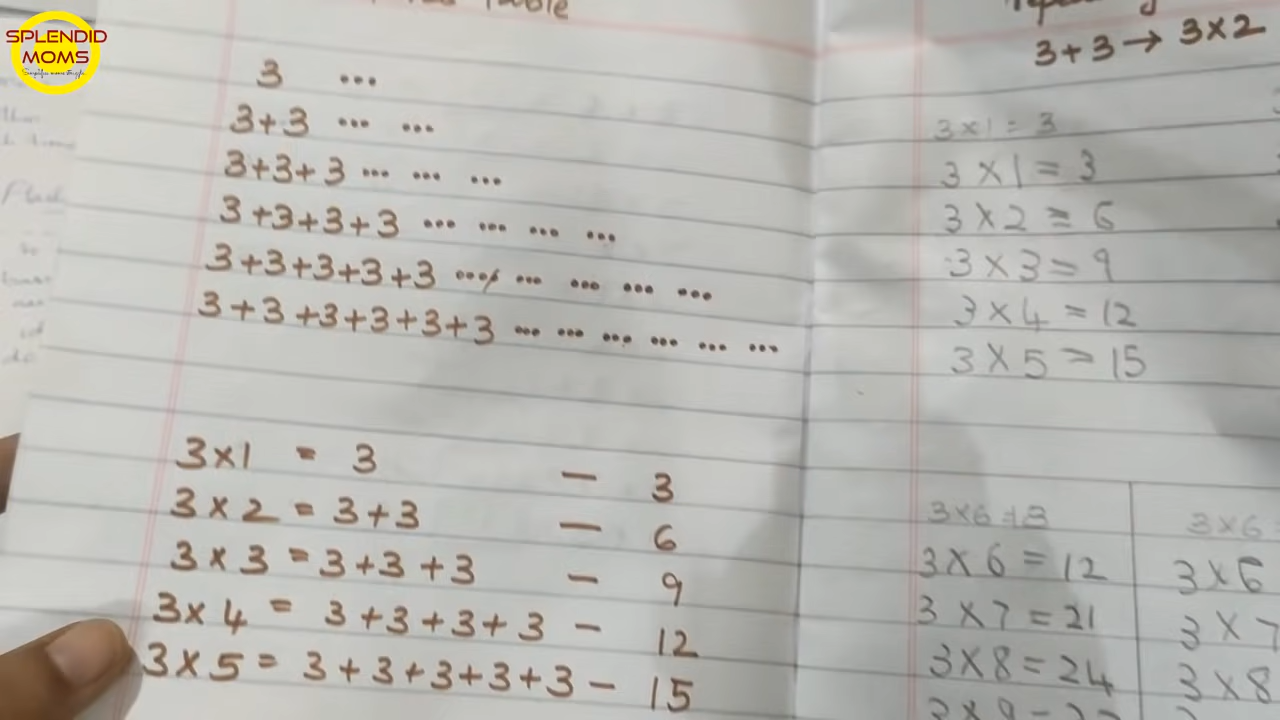 SPLENDID
MOMS
Table
3 •••
3+3 ••• •••
3+3+3 ••• ••• •••
3+3+3+3 ••• ••• ••• •••
3+3+3+3+3 ••• ••• ••• ••• •••
3+3+3+3+3+3 ••• ••• ••• ••• ••• •••
3×1 = 3 — 3
3×2 = 3+3 — 6
3×3 = 3+3+3 — 9
3×4 = 3+3+3+3 — 12
3×5 = 3+3+3+3+3 — 15
3+3 → 3×2
3×1=3
3×1=3
3×2=6
3×3=9
3×4=12
3×5=15
3×6=12
3×7=21
3×8=24
3×9
3×6
3×6
3×7
3×8